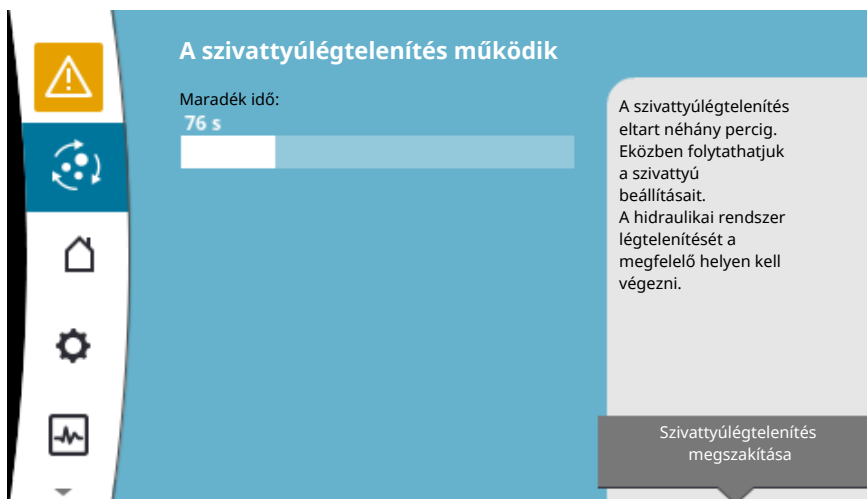 A szivattyúlégtelenítés működik
Maradék idő:
76 s
A szivattyúlégtelenítés
eltart néhány percig.
Eközben folytathatjuk
a szivattyú
beállításait.
A hidraulikai rendszer
légtelenítését a
megfelelő helyen kell
végezni.
Szivattyúlégtelenítés
megszakítása